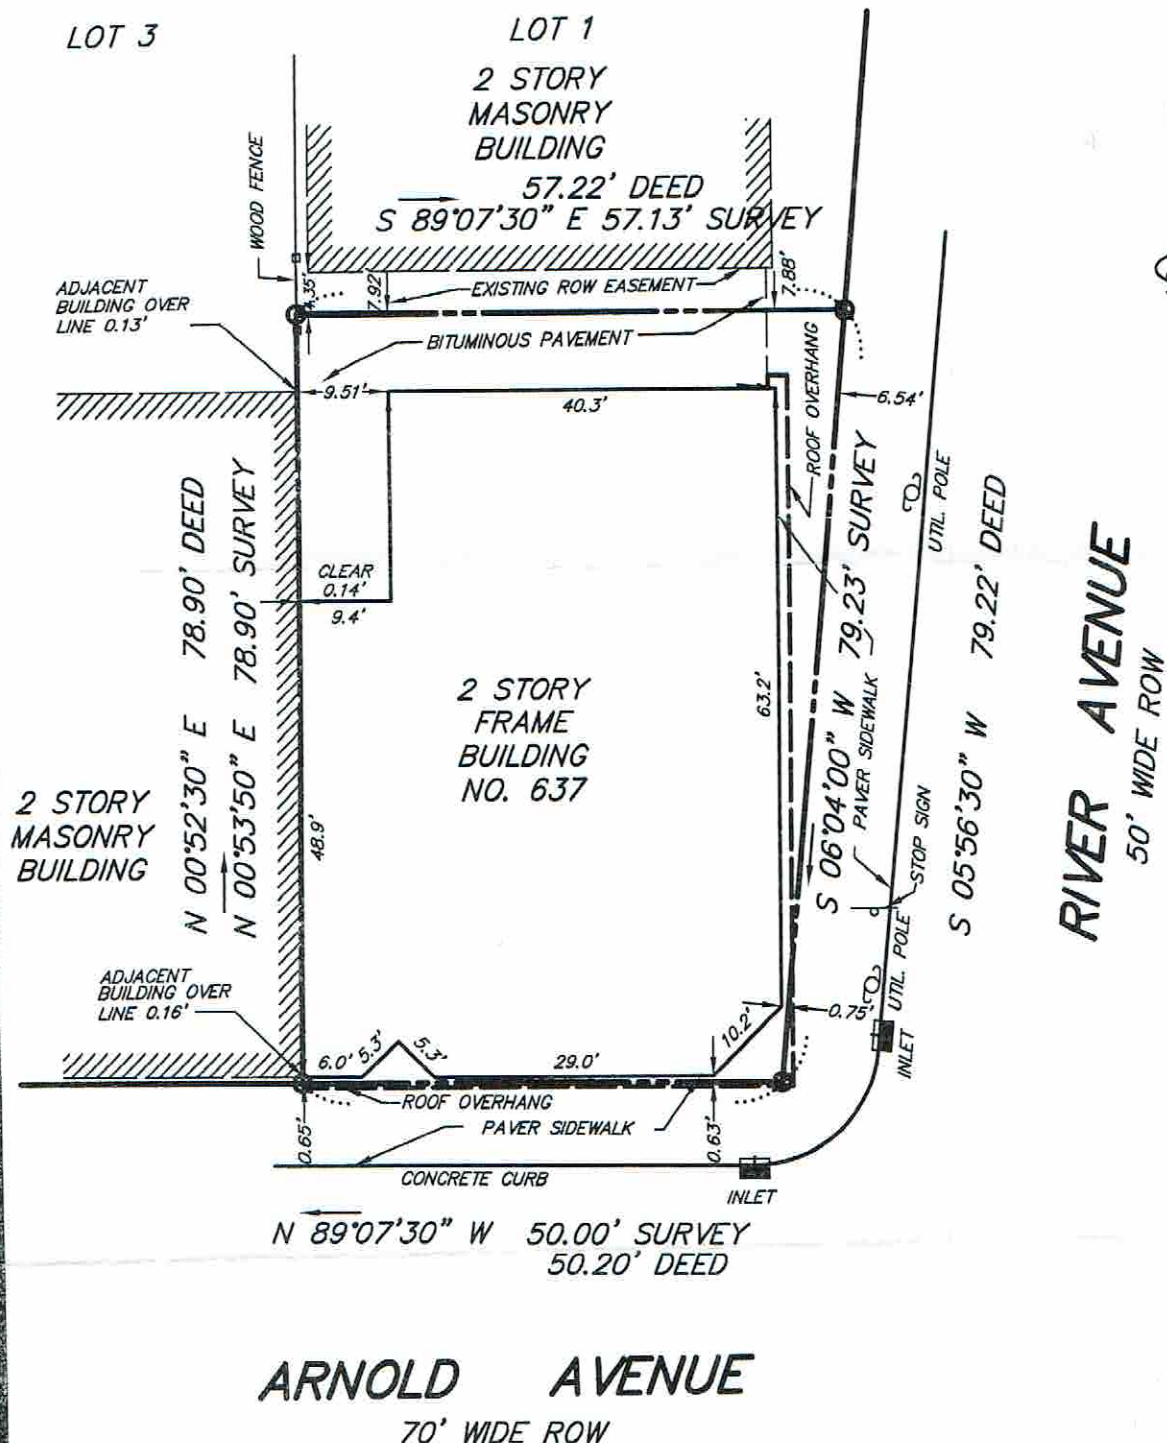 LOT 3
LOT 1
2 STORY
MASONRY
BUILDING
57.22' DEED
S 89°07'30" E 57.13' SURVEY
WOOD FENCE
ADJACENT
BUILDING OVER
LINE 0.13'
4.35'
7.92'
EXISTING ROW EASEMENT
7.88'
BITUMINOUS PAVEMENT
ROOF OVERHANG
9.51'
40.3'
6.54'
UTIL. POLE
N 00°52'30" E 78.90' DEED
N 00°53'50" E 78.90' SURVEY
CLEAR
0.14'
9.4'
S 06°04'00" W 79.23' SURVEY
PAVER SIDEWALK
S 05°56'30" W 79.22' DEED
RIVER AVENUE
50' WIDE ROW
63.2'
2 STORY
FRAME
BUILDING
NO. 637
2 STORY
MASONRY
BUILDING
48.9'
STOP SIGN
UTIL. POLE
ADJACENT
BUILDING OVER
LINE 0.16'
10.2'
0.75'
INLET
6.0'
5.3'
5.3'
29.0'
ROOF OVERHANG
0.65'
PAVER SIDEWALK
0.63'
CONCRETE CURB
INLET
N 89°07'30" W 50.00' SURVEY
50.20' DEED
ARNOLD AVENUE
70' WIDE ROW